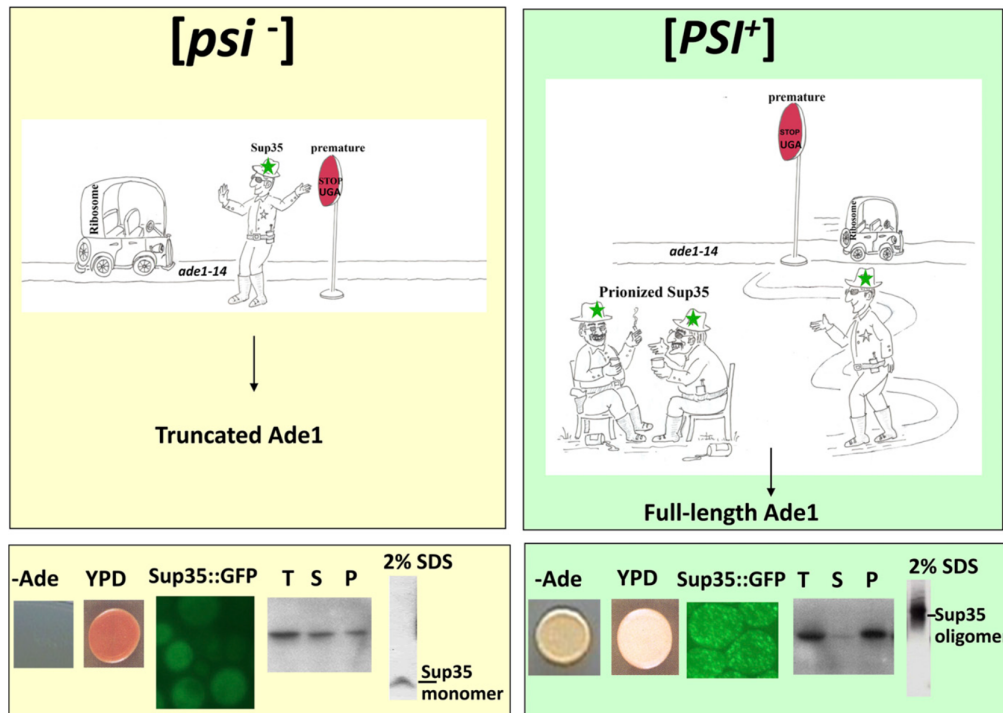 [psi -]
Sup35
premature
STOP
UGA
Ribosome
ade1-14
Truncated Ade1
[PSI+]
premature
STOP
UGA
Ribosome
ade1-14
Prionized Sup35
Full-length Ade1
-Ade YPD Sup35::GFP T S P 2% SDS
Sup35
monomer
-Ade YPD Sup35::GFP T S P 2% SDS
Sup35
oligomer